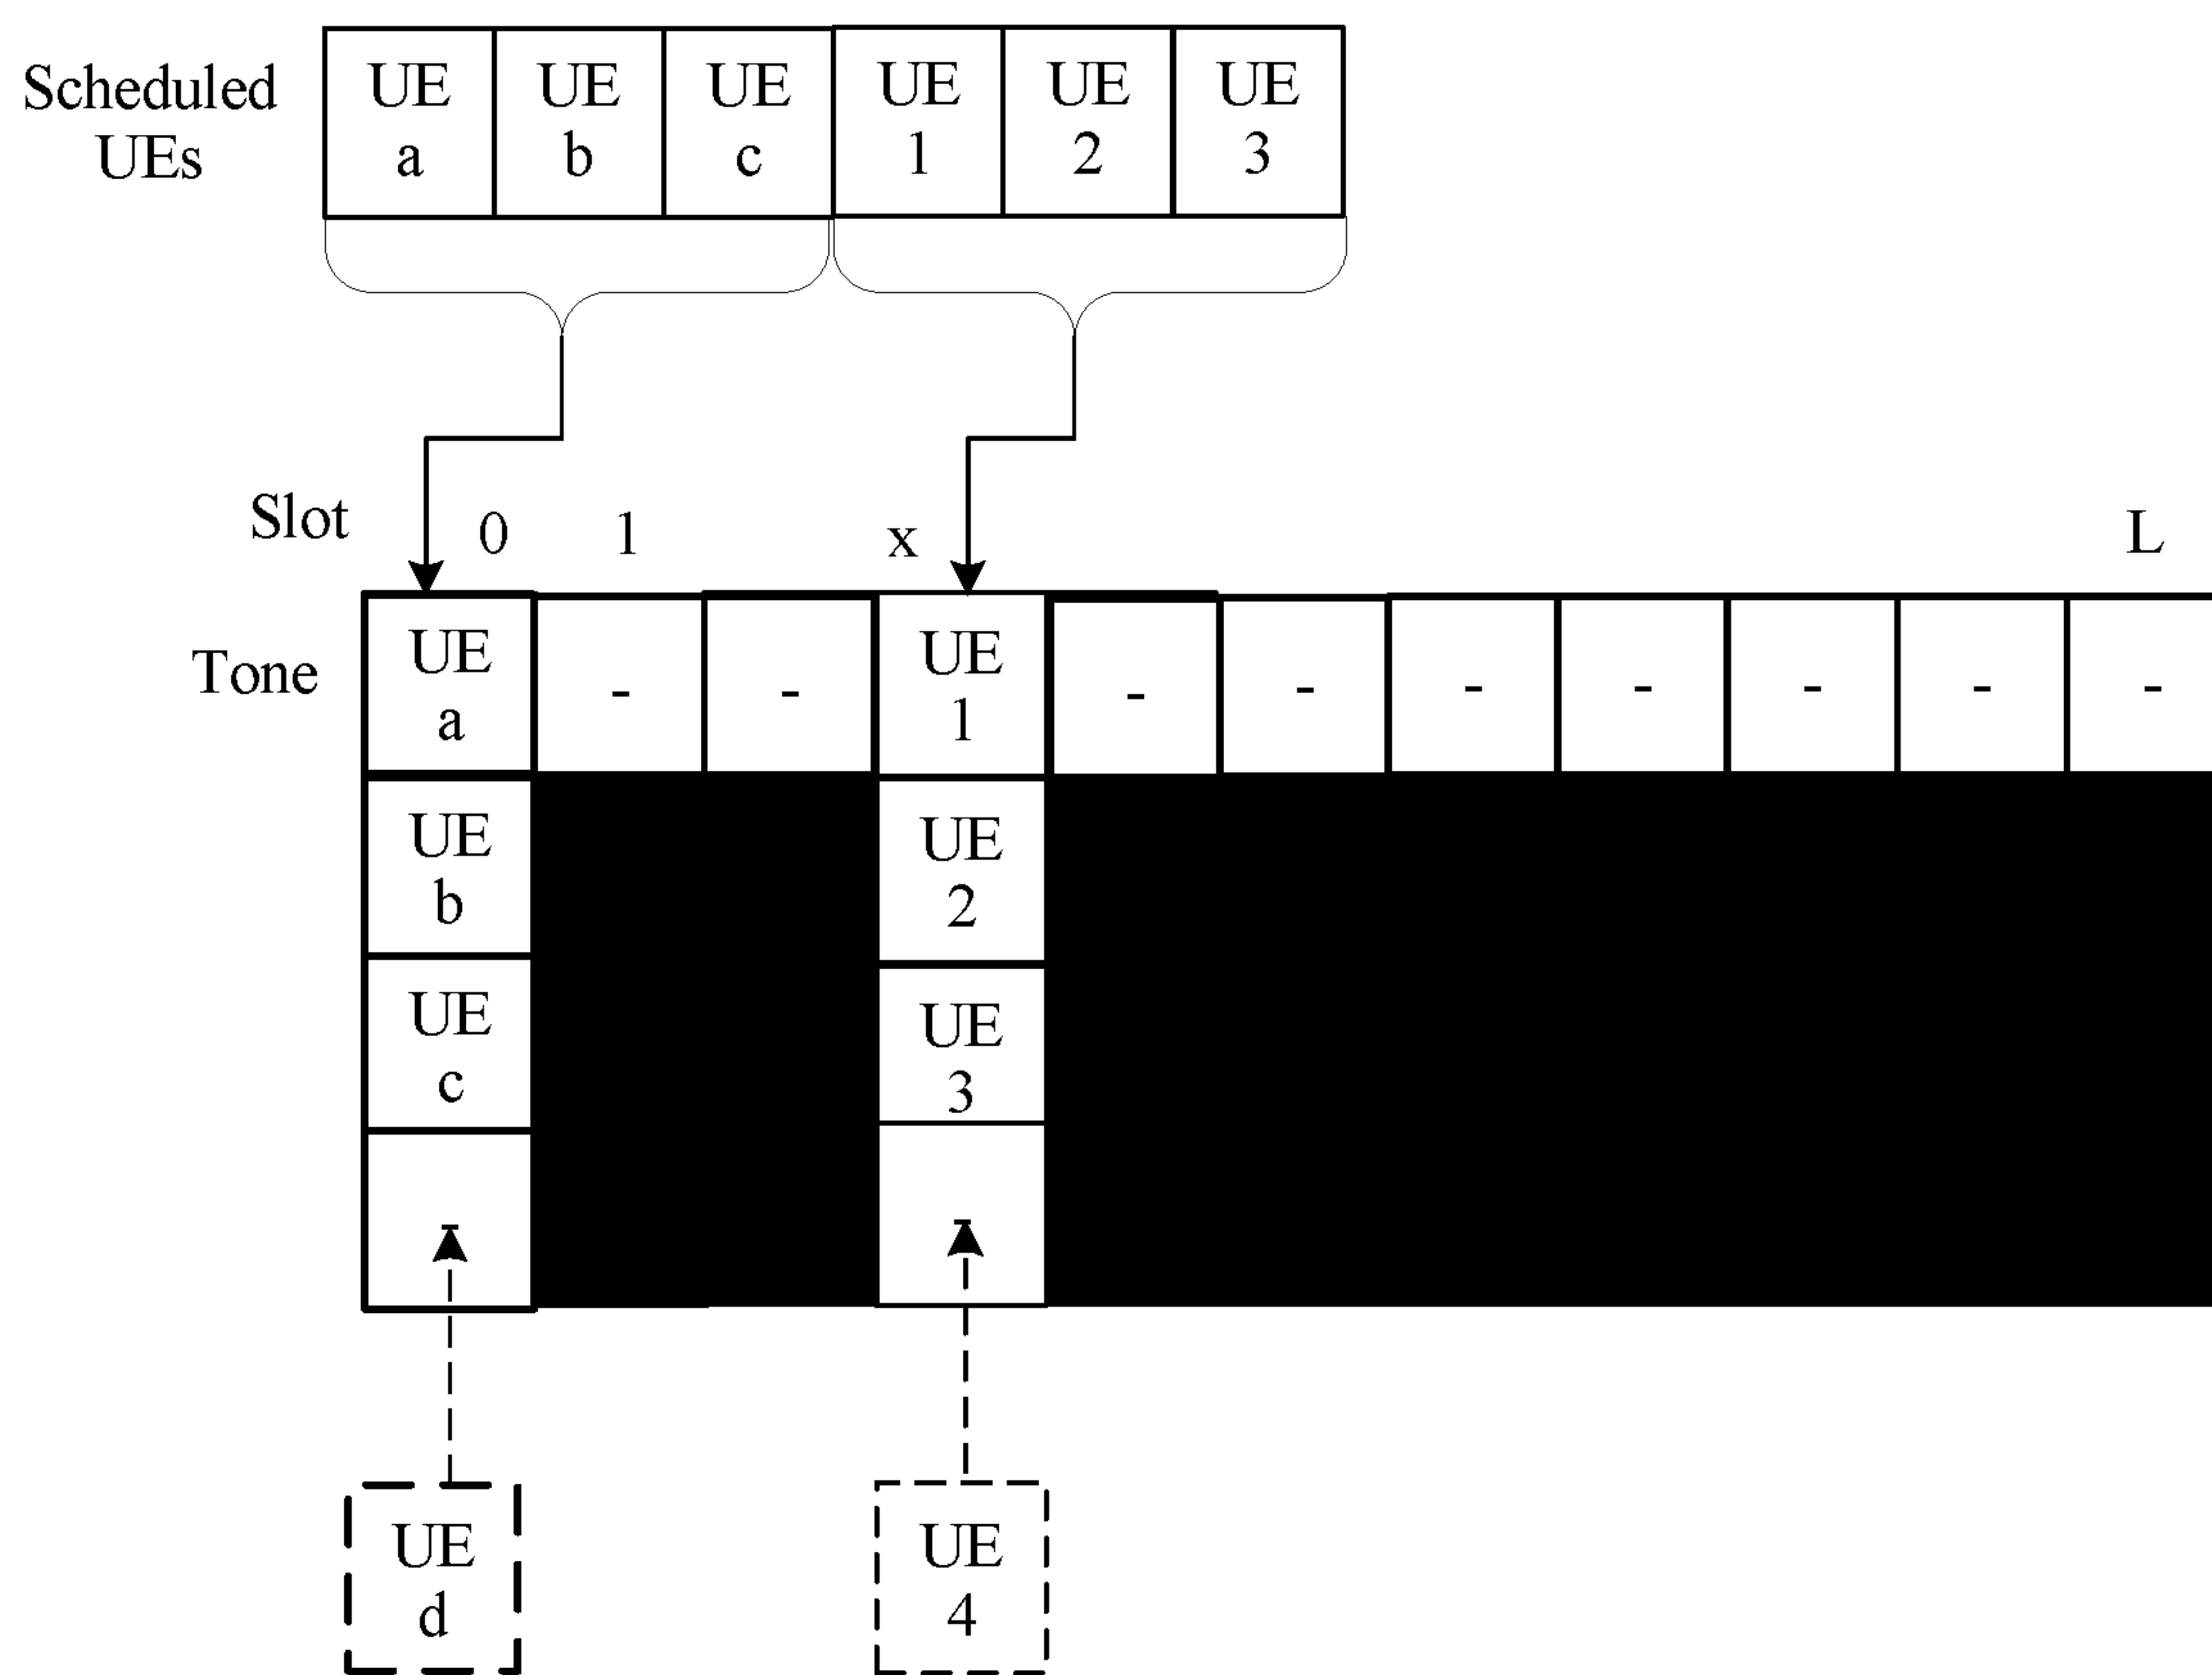 Scheduled UEs
UE a
UE b
UE c
UE 1
UE 2
UE 3
Slot
0
1
x
L
Tone
UE a
-
-
UE 1
-
-
-
-
-
-
-
UE b
UE 2
UE c
UE 3
-
-
UE d
UE 4